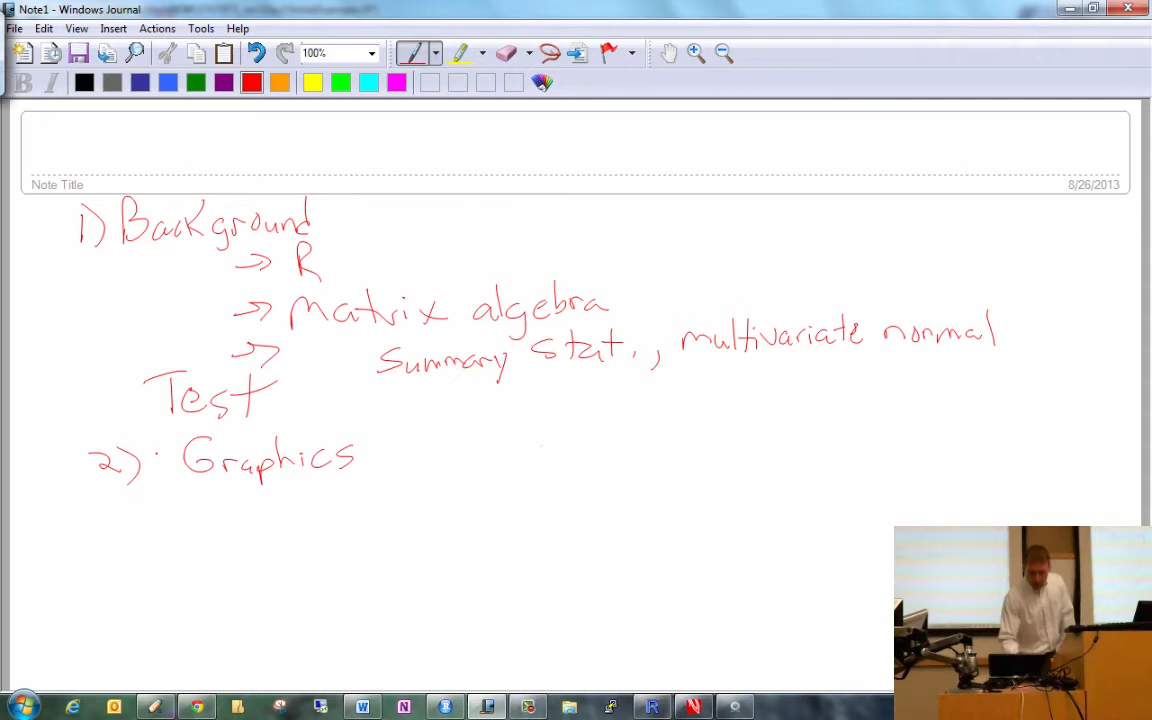 Note1 - Windows Journal
File Edit View Insert Actions Tools Help
100%
B I
Note Title
8/26/2013
1) Background
→ R
→ Matrix algebra
→ Summary stat., multivariate normal
Test
2) Graphics